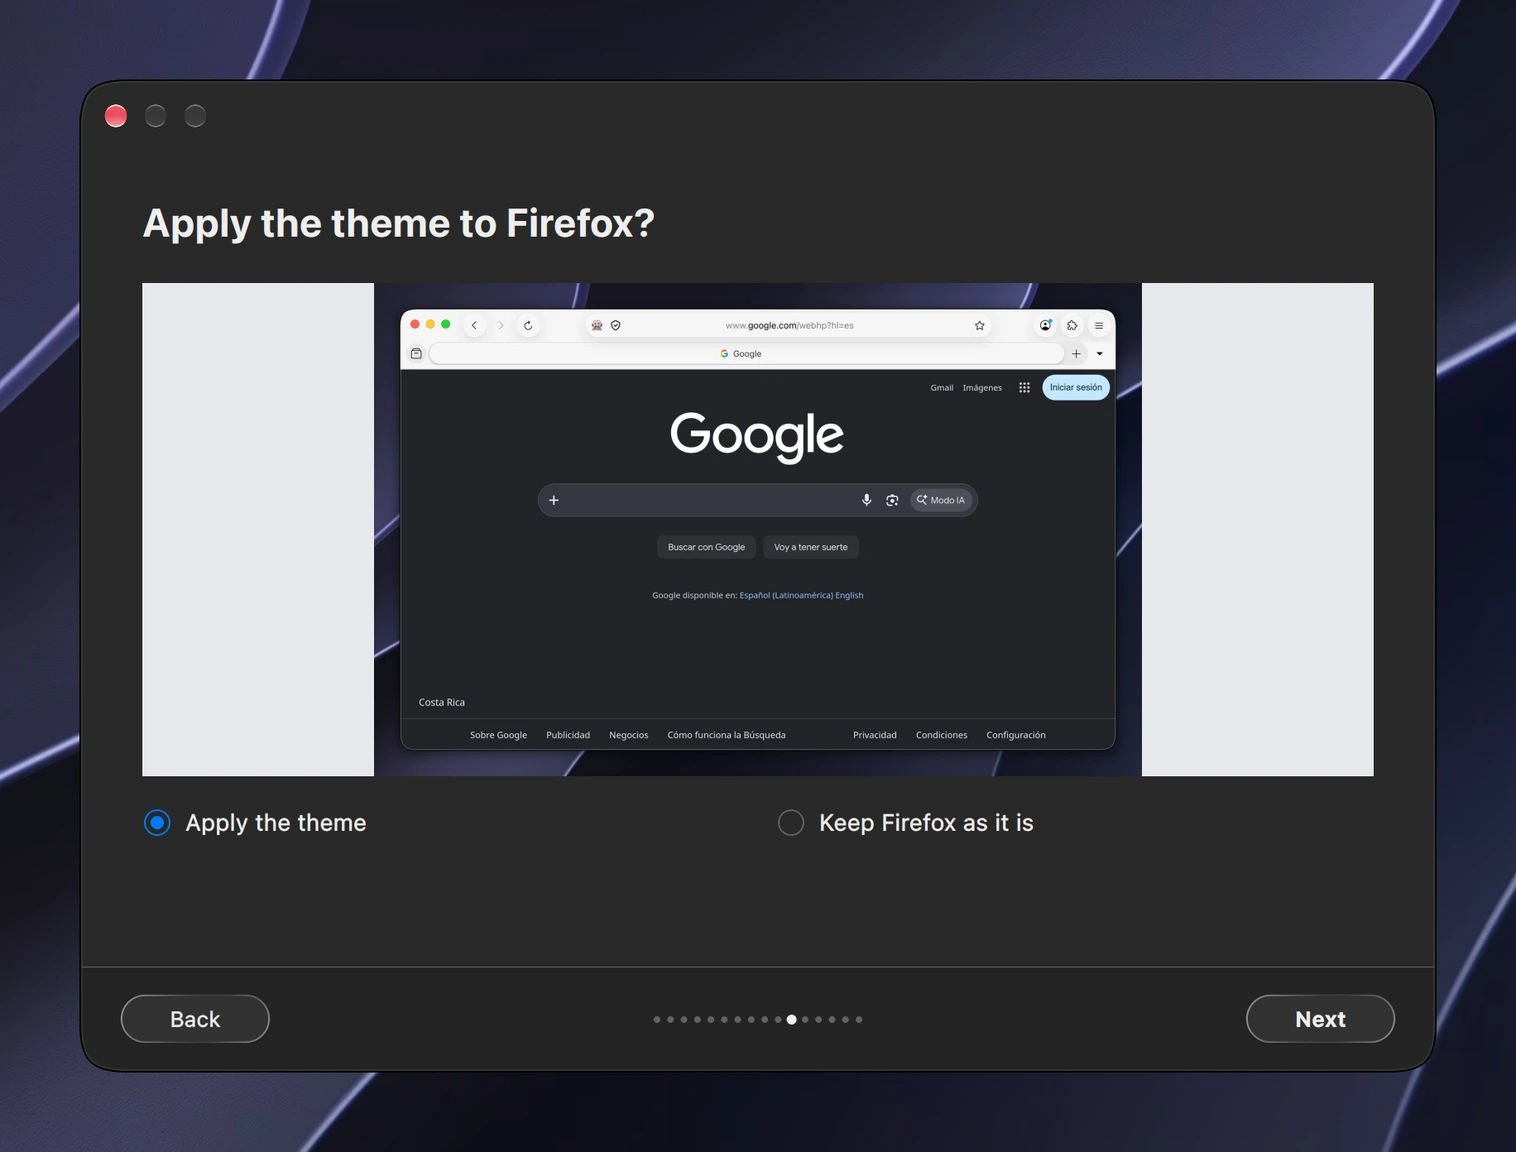 Apply the theme to Firefox?
www.google.com/webhp?hl=es
Google
Gmail Imágenes Iniciar sesión
Google
Modo IA
Buscar con Google Voy a tener suerte
Google disponible en: Español (Latinoamérica) English
Costa Rica
Sobre Google Publicidad Negocios Cómo funciona la Búsqueda Privacidad Condiciones Configuración
Apply the theme Keep Firefox as it is
Back Next